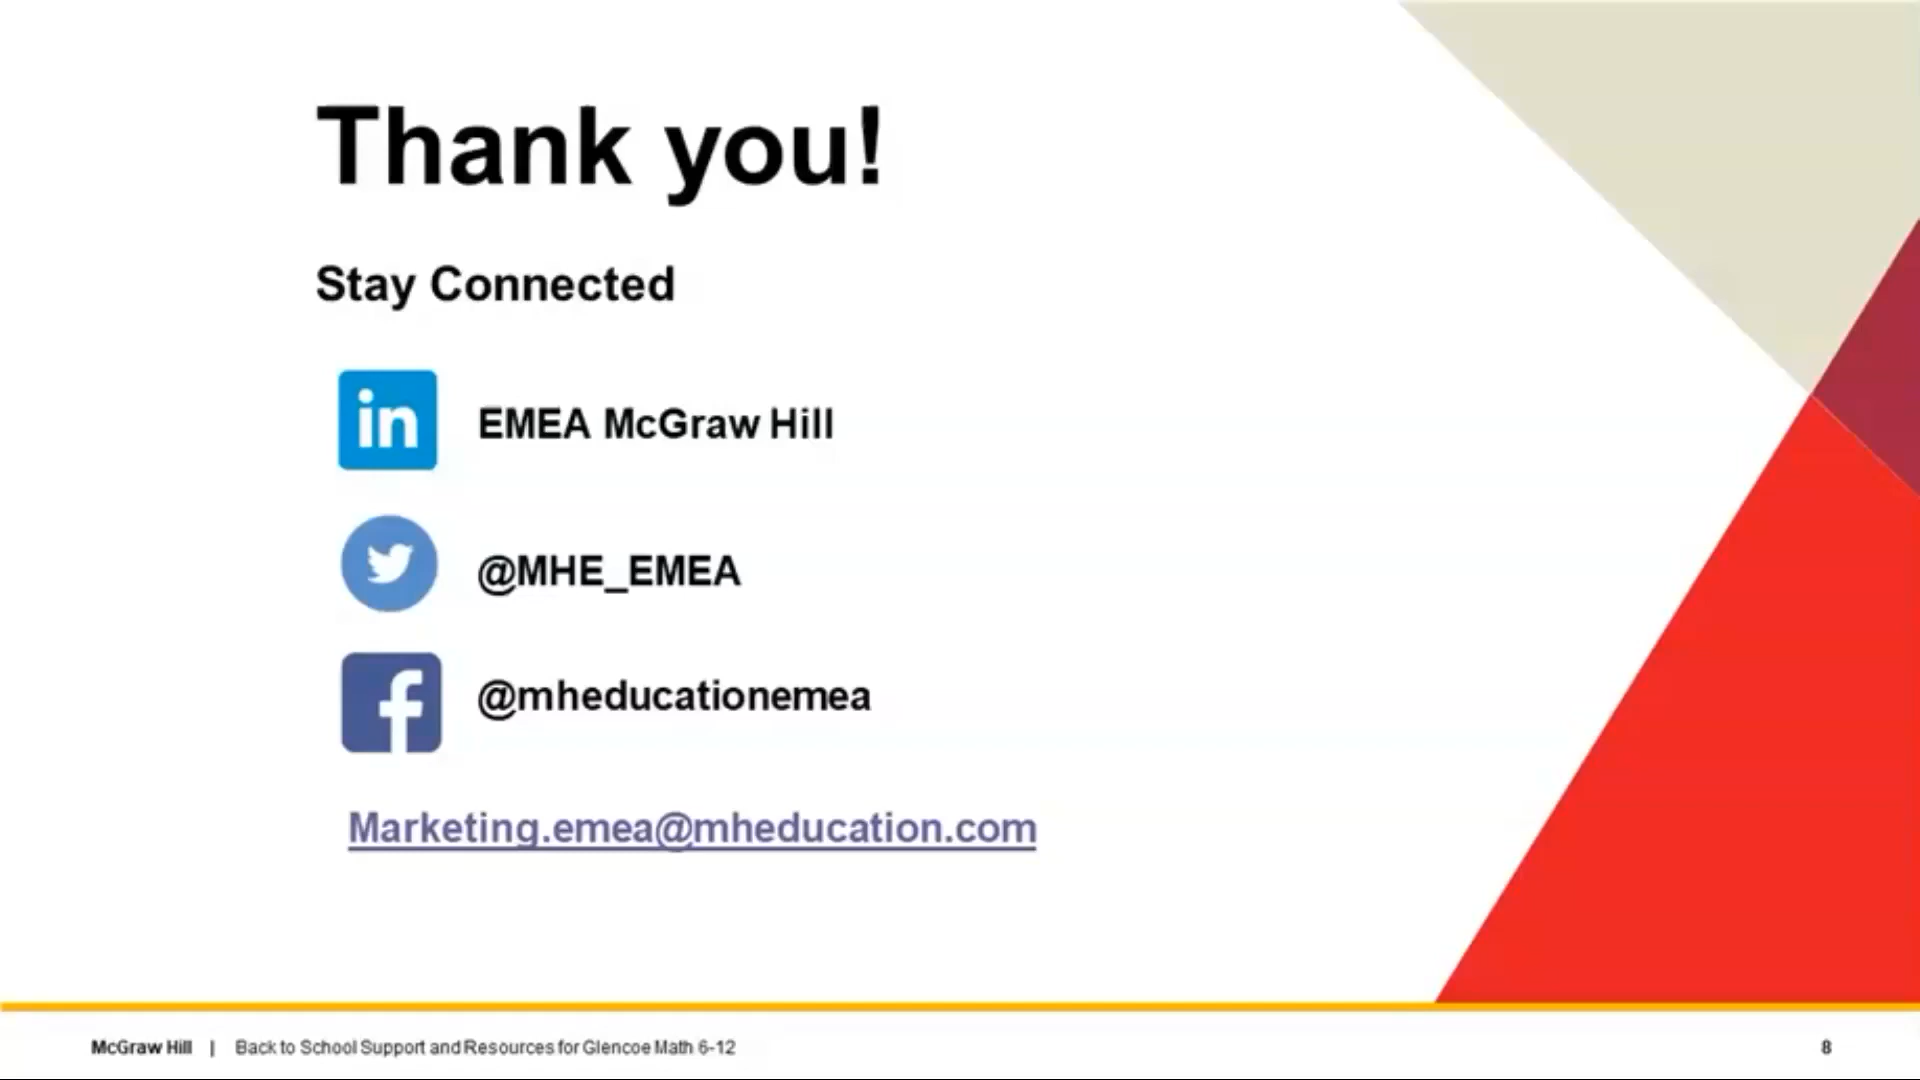 Thank you!
Stay Connected
in
EMEA McGraw Hill
@MHE_EMEA
f
@mheducationemea
Marketing.emea@mheducation.com
McGraw Hill | Back to School Support and Resources for Glencoe Math 6-12
8